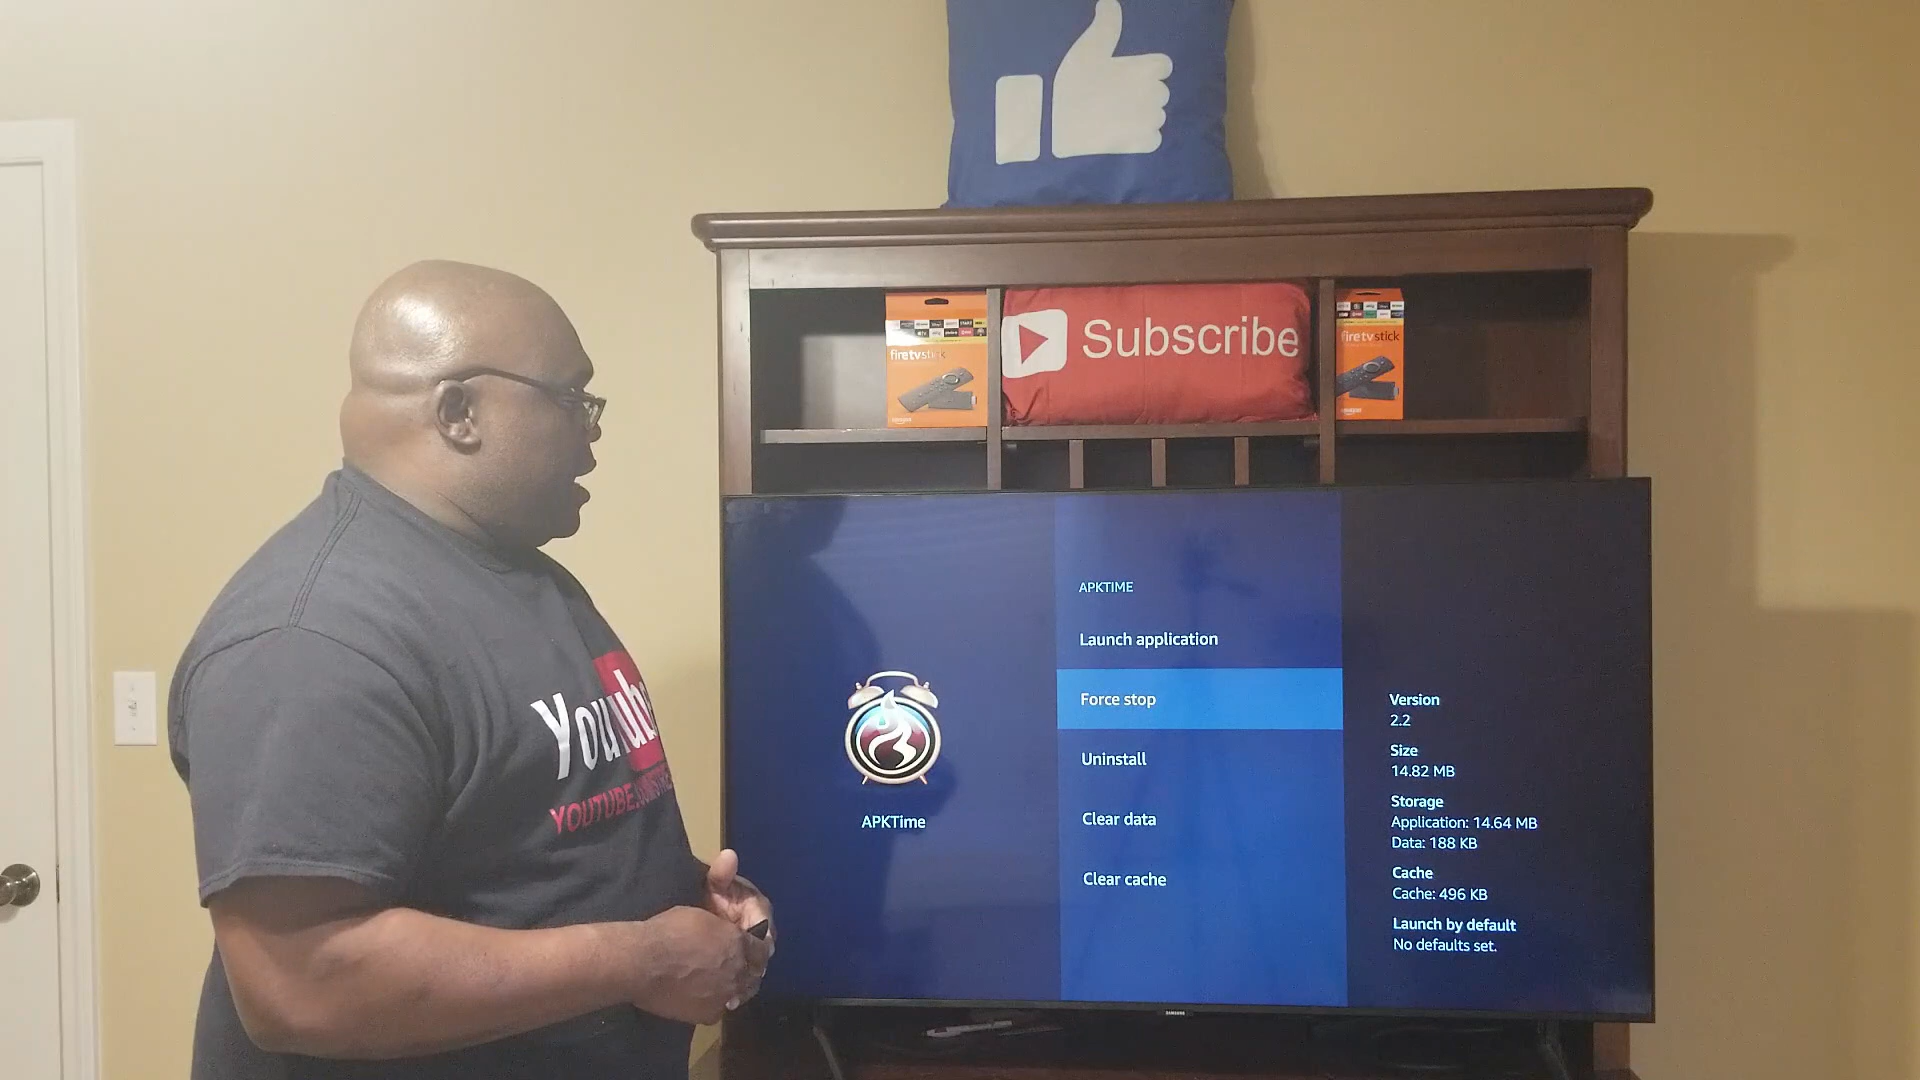 firetvstick
Subscribe
firetvstick
YouTube
APKTIME
Launch application
Force stop
Uninstall
Clear data
Clear cache
APKTime
Version
2.2
Size
14.82 MB
Storage
Application: 14.64 MB
Data: 188 KB
Cache
Cache: 496 KB
Launch by default
No defaults set.
SAMSUNG